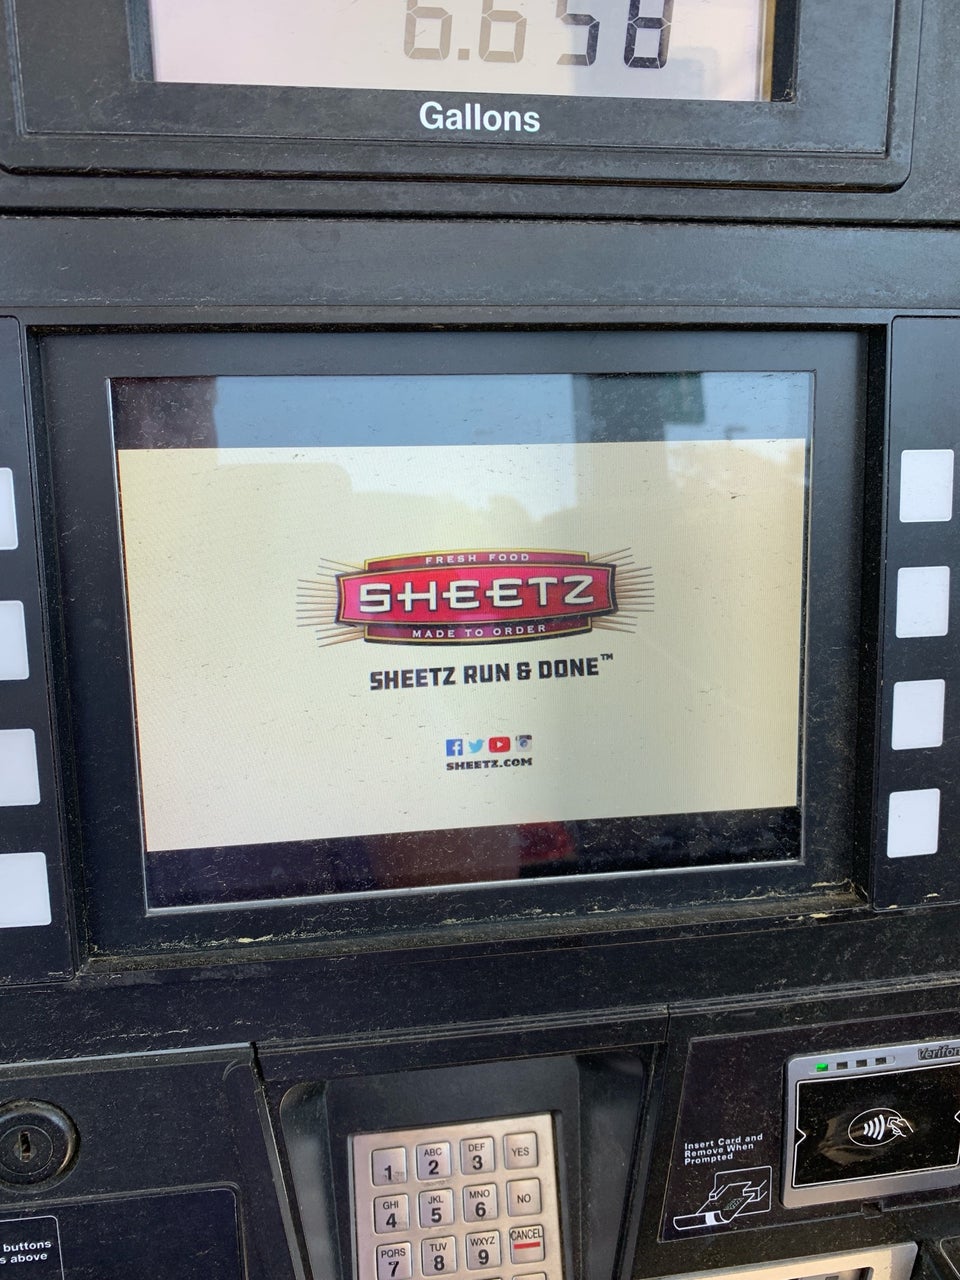 6.658
Gallons
FRESH FOOD
SHEETZ
MADE TO ORDER
SHEETZ RUN & DONE™
SHEETZ.COM
Verifon
Insert Card and
Remove When
Prompted
1
ABC
2
DEF
3
YES
GHI
4
JKL
5
MNO
6
NO
PQRS
7
TUV
8
WXYZ
9
CANCEL
buttons
s above